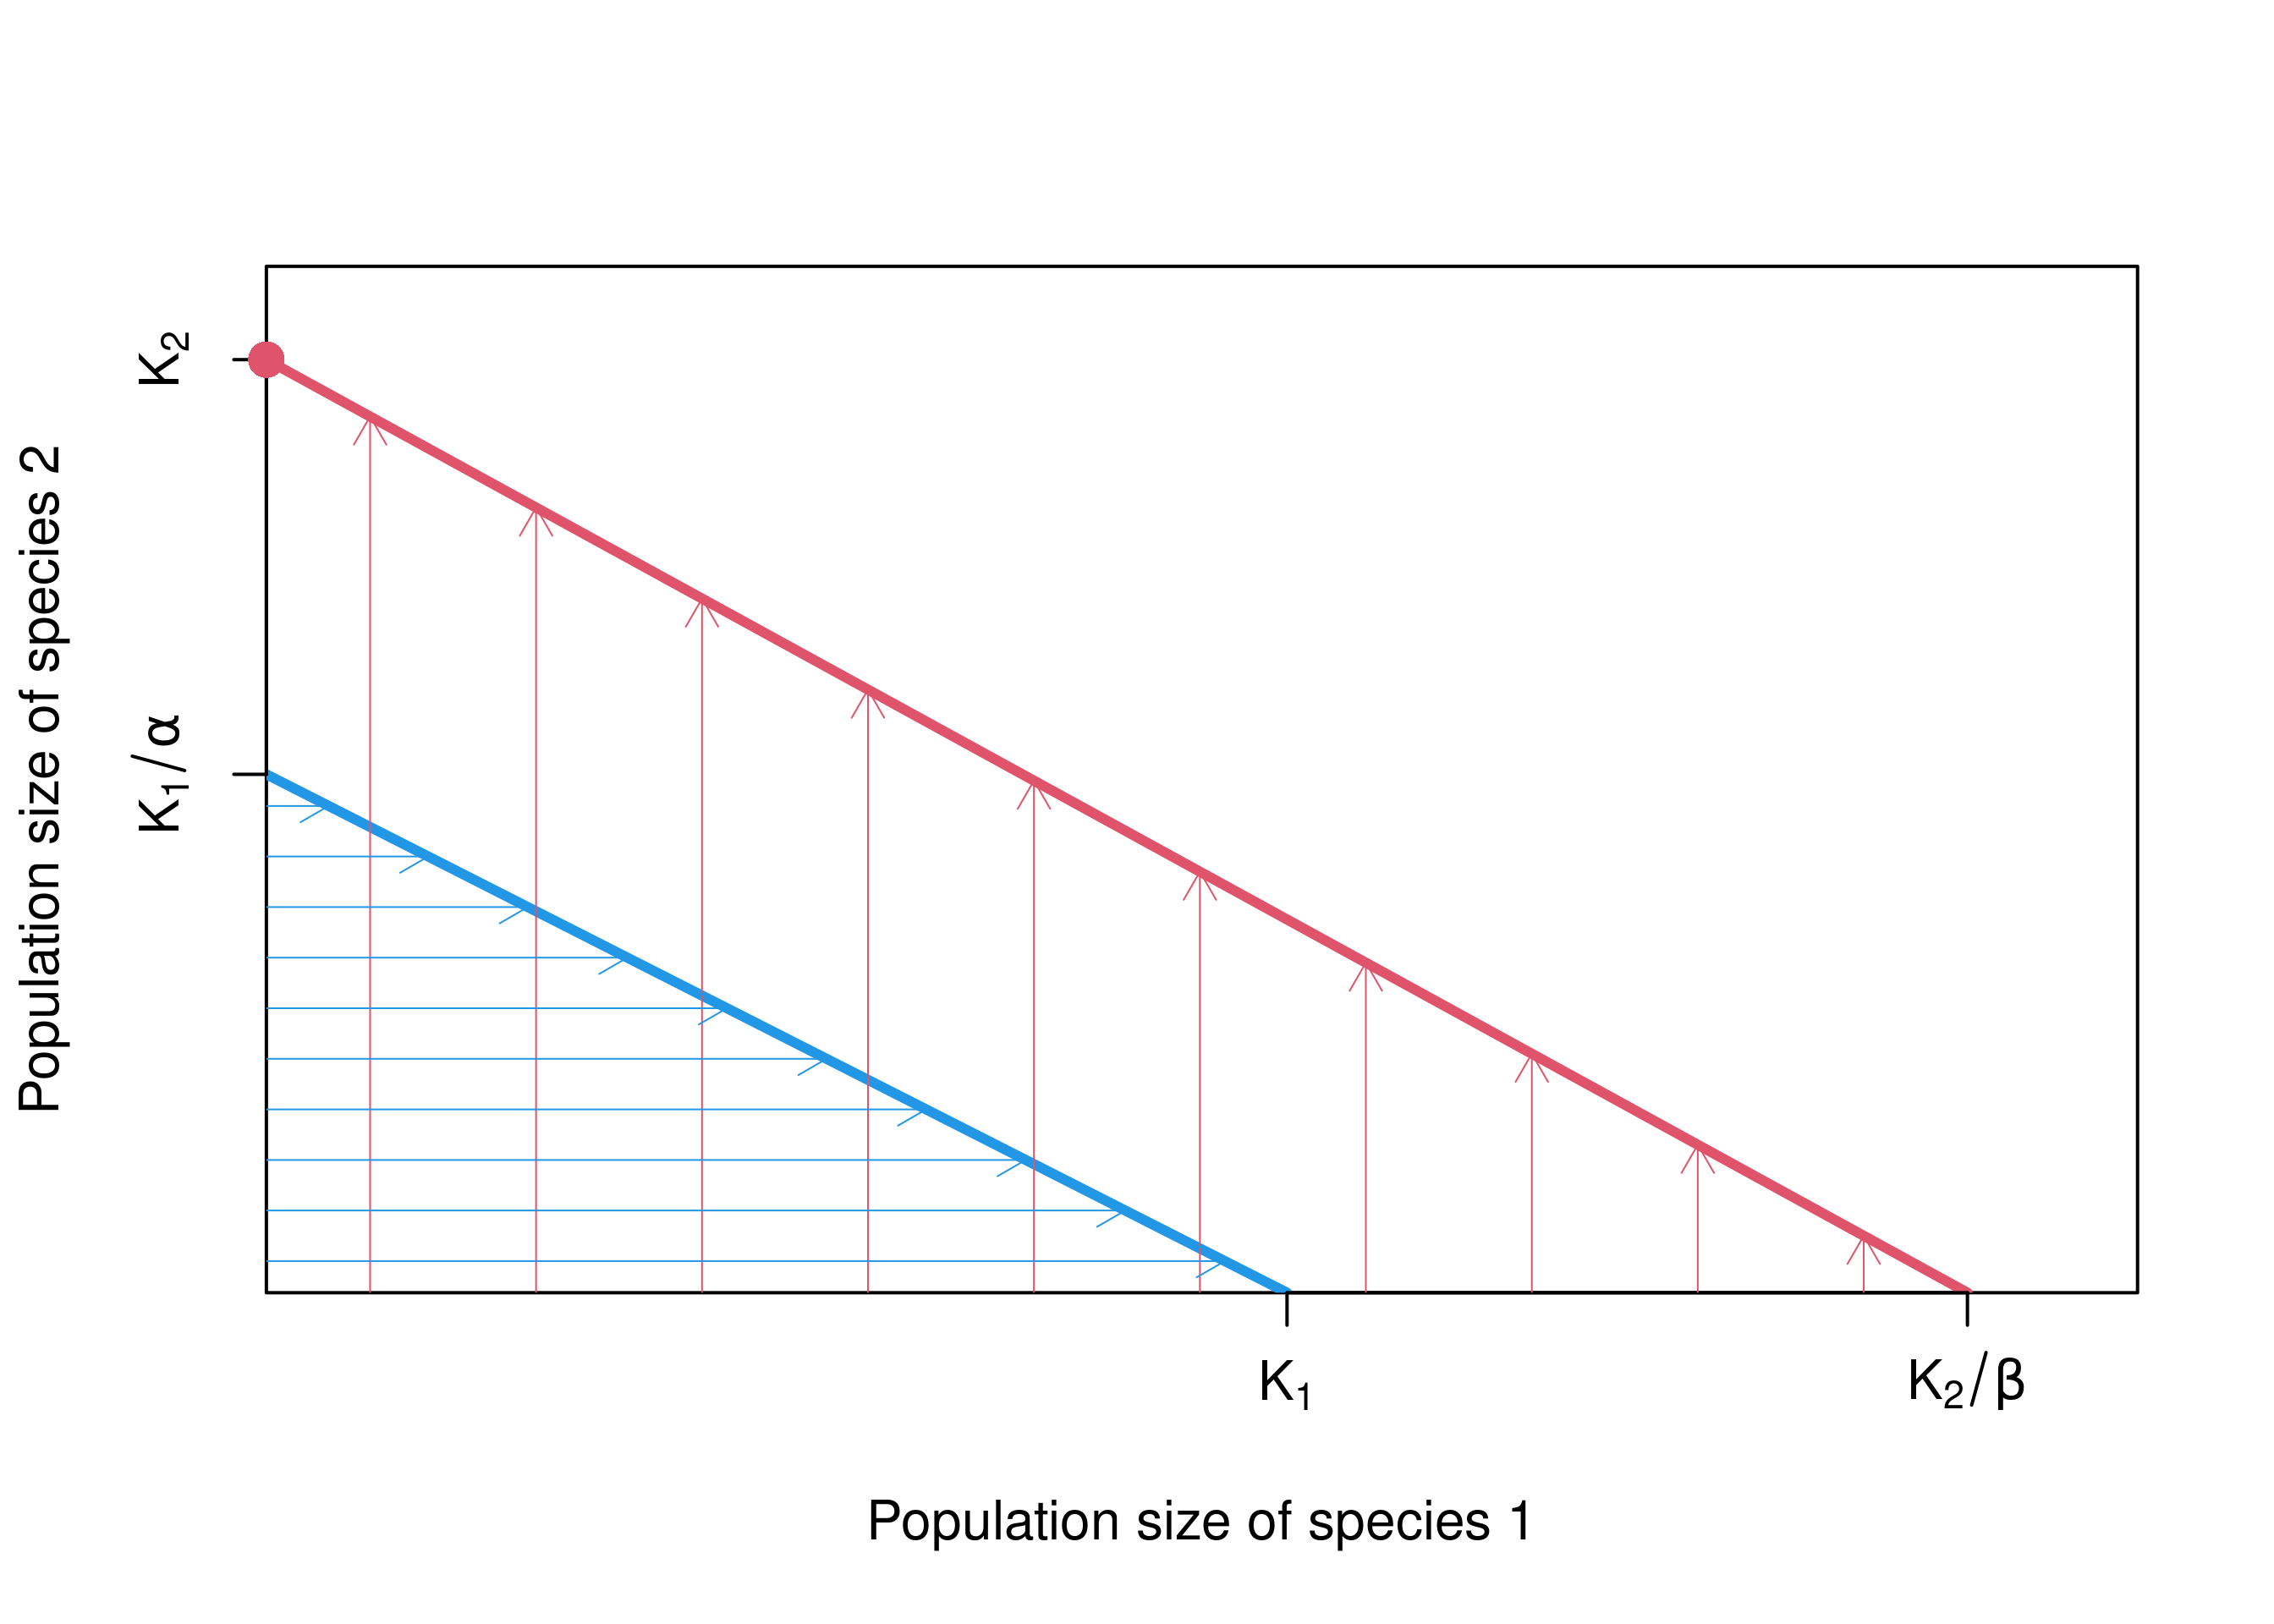 Population size of species 2
K₂
K₁/α
K₁
K₂/β
Population size of species 1